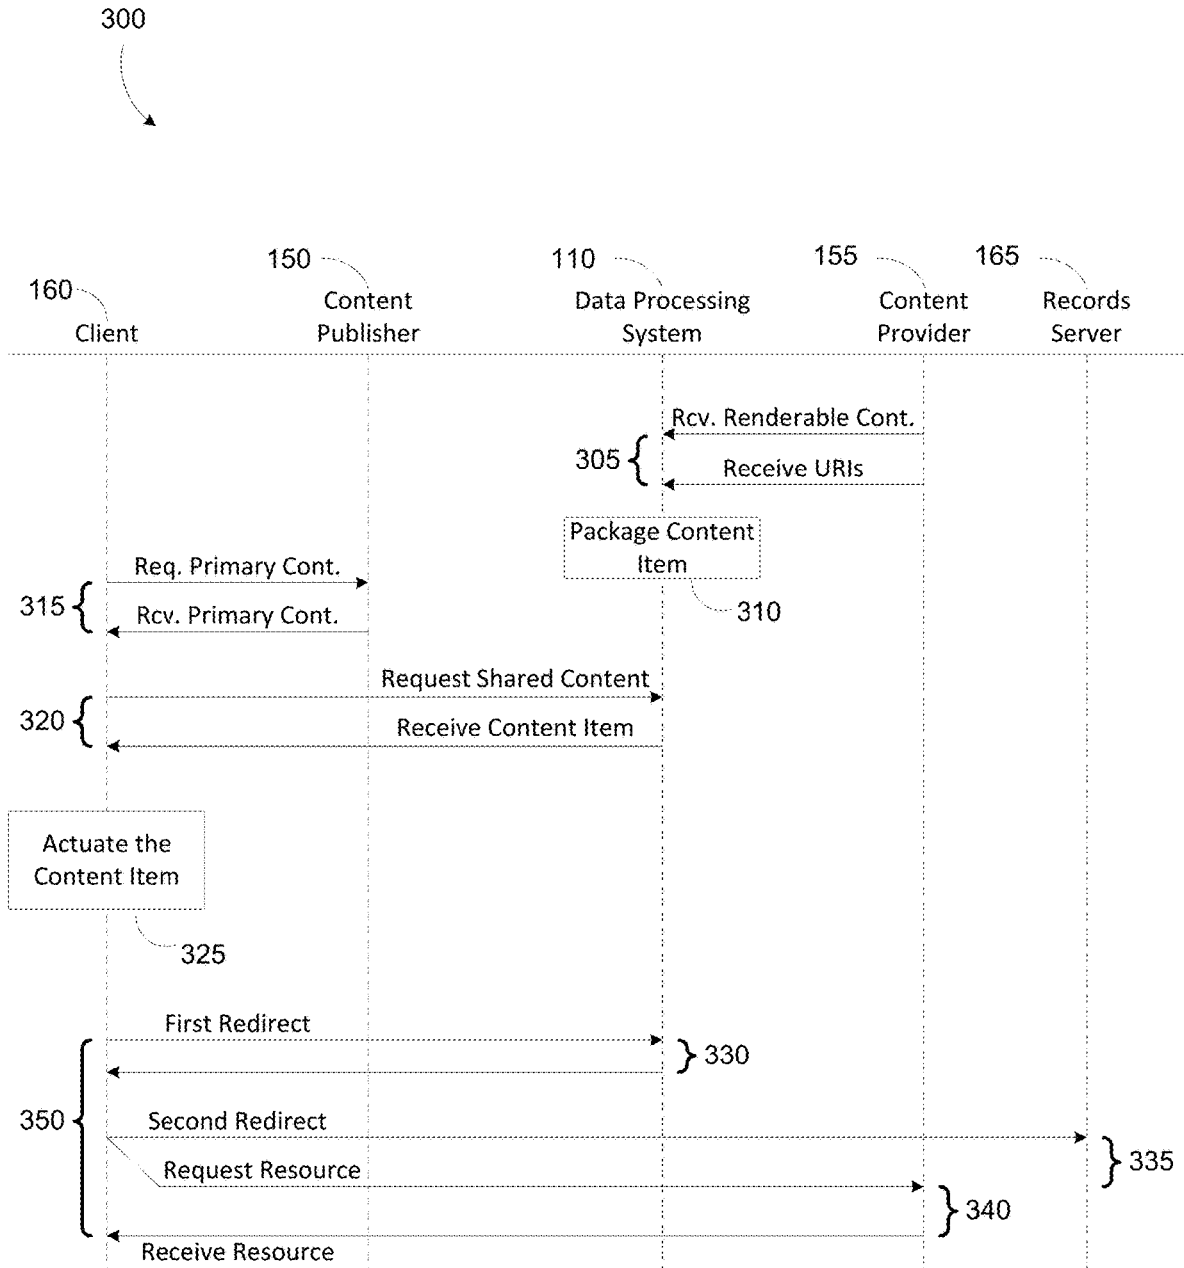 300
150
110
155
165
160
Content
Publisher
Data Processing
System
Content
Provider
Records
Server
Client
Rcv. Renderable Cont.
305
Receive URIs
Package Content
Item
310
Req. Primary Cont.
315
Rcv. Primary Cont.
Request Shared Content
320
Receive Content Item
Actuate the
Content Item
325
First Redirect
330
350
Second Redirect
335
Request Resource
340
Receive Resource